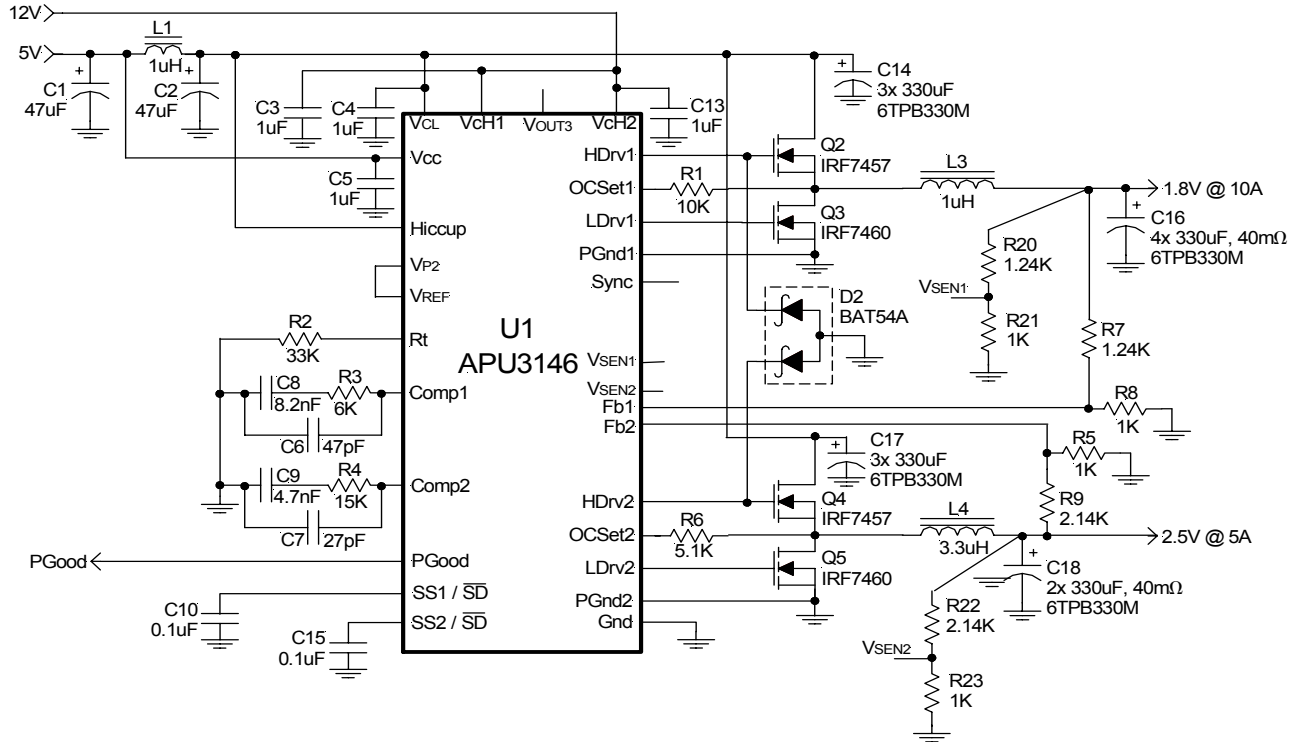 12V
5V
L1
1uH
C1
47uF
C2
47uF
C3
1uF
C4
1uF
C13
1uF
C14
3x 330uF
6TPB330M
VCL
VcH1
VOUT3
VcH2
Vcc
C5
1uF
HDrv1
Q2
IRF7457
OCSet1
R1
10K
L3
1uH
1.8V @ 10A
LDrv1
Q3
IRF7460
C16
4x 330uF, 40mΩ
6TPB330M
Hiccup
PGnd1
R20
1.24K
VP2
VREF
Sync
D2
BAT54A
VSEN1
R21
1K
R7
1.24K
U1
APU3146
R2
33K
Rt
VSEN1
VSEN2
C8
8.2nF
R3
6K
Comp1
C6
47pF
Fb1
Fb2
R8
1K
R5
1K
C17
3x 330uF
6TPB330M
C9
4.7nF
R4
15K
Comp2
C7
27pF
HDrv2
Q4
IRF7457
R9
2.14K
OCSet2
R6
5.1K
L4
3.3uH
2.5V @ 5A
PGood
PGood
LDrv2
Q5
IRF7460
C18
2x 330uF, 40mΩ
6TPB330M
SS1 / SD
PGnd2
C10
0.1uF
SS2 / SD
Gnd
R22
2.14K
C15
0.1uF
VSEN2
R23
1K